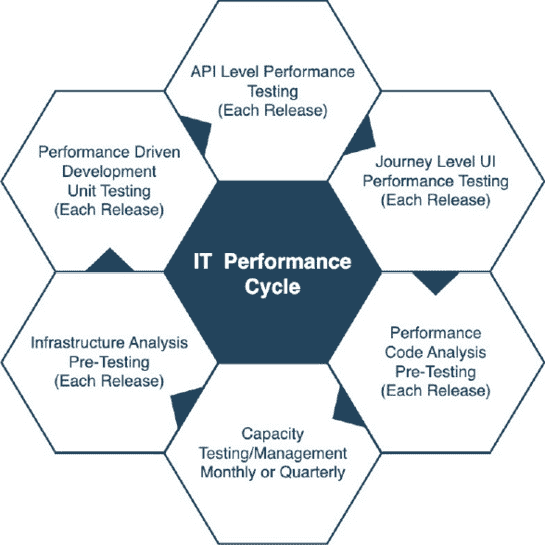 API Level Performance
Testing
(Each Release)
Journey Level UI
Performance Testing
(Each Release)
Performance
Code Analysis
Pre-Testing
(Each Release)
Capacity
Testing/Management
Monthly or Quarterly
Infrastructure Analysis
Pre-Testing
(Each Release)
Performance Driven
Development
Unit Testing
(Each Release)
IT Performance
Cycle